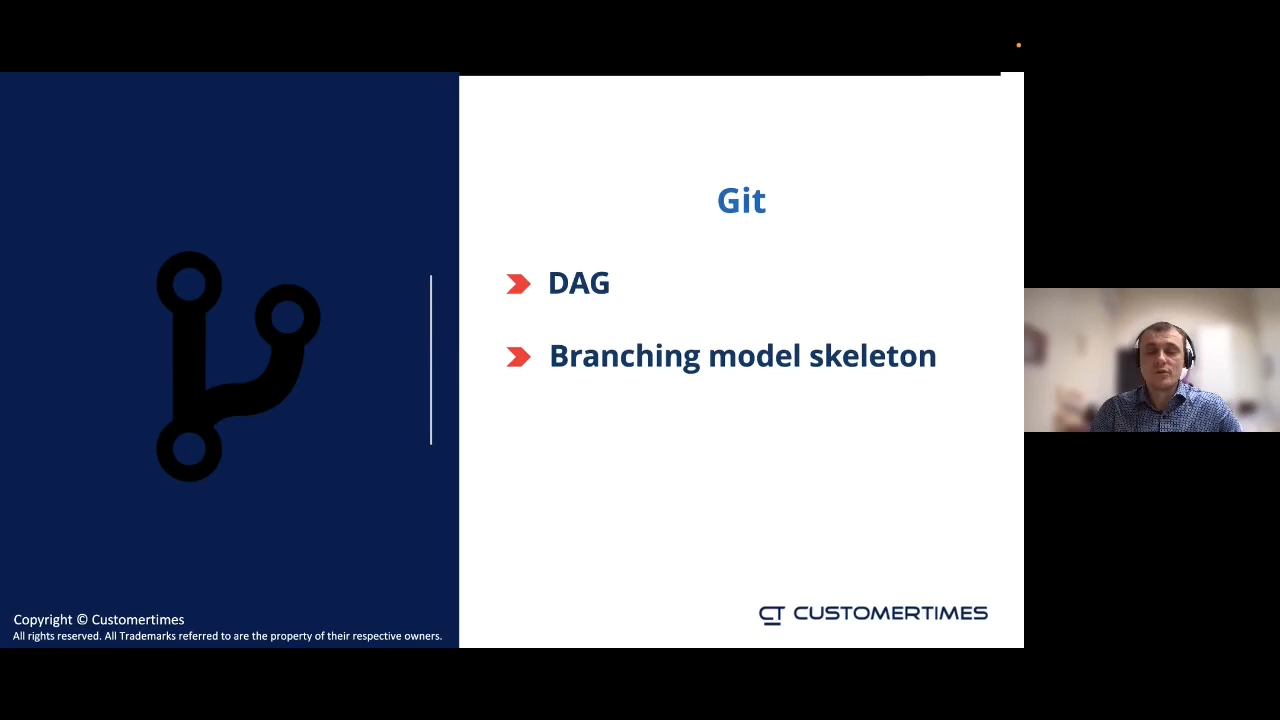 Git
DAG
Branching model skeleton
Copyright © Customertimes
All rights reserved. All Trademarks referred to are the property of their respective owners.
CT CUSTOMERTIMES